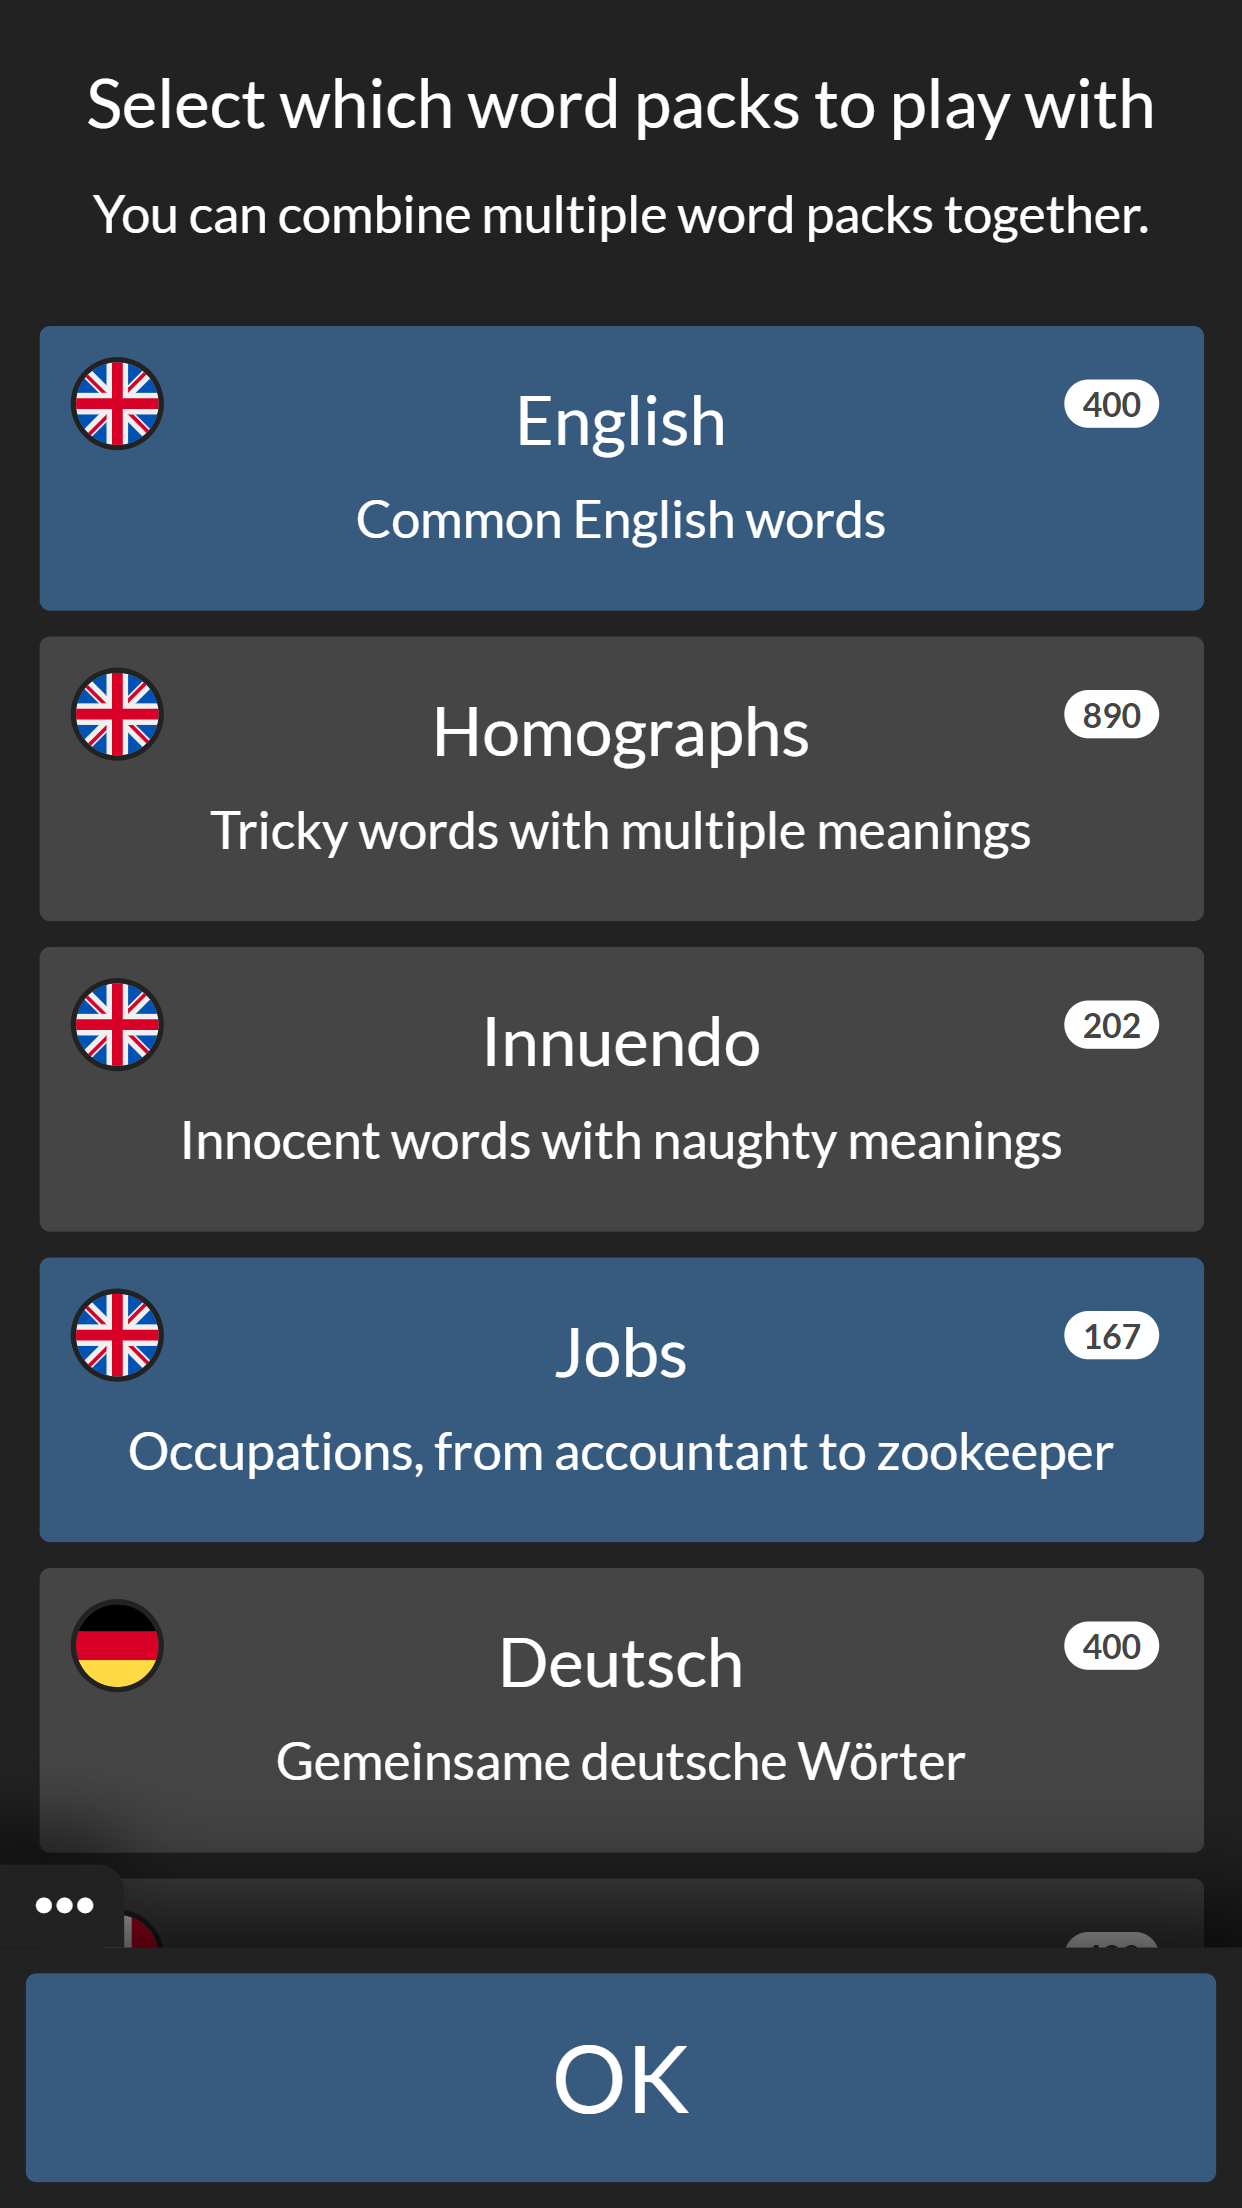 Select which word packs to play with
You can combine multiple word packs together.
English
400
Common English words
Homographs
890
Tricky words with multiple meanings
Innuendo
202
Innocent words with naughty meanings
Jobs
167
Occupations, from accountant to zookeeper
Deutsch
400
Gemeinsame deutsche Wörter
OK